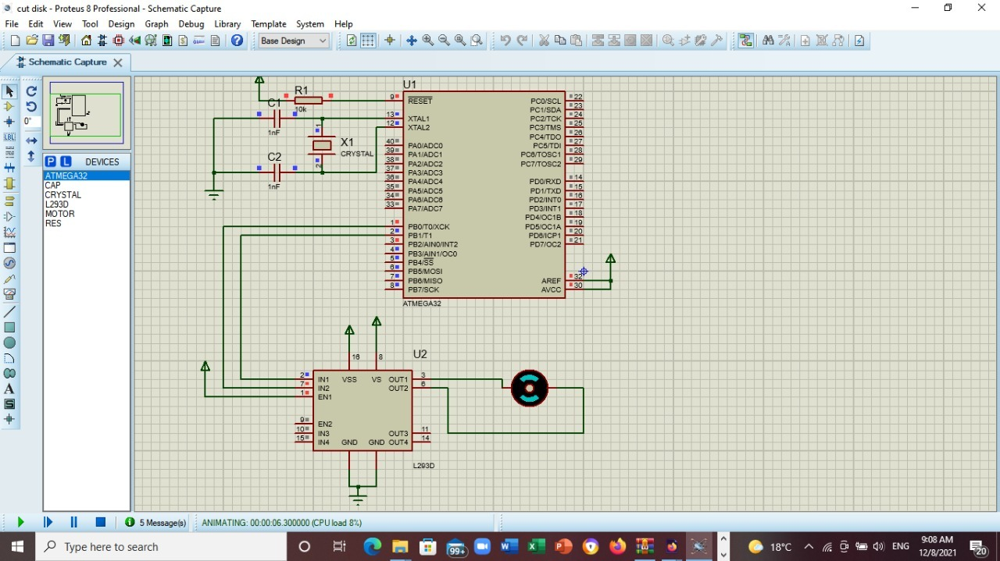 cut disk - Proteus 8 Professional - Schematic Capture
File Edit View Tool Design Graph Debug Library Template System Help
Base Design
Schematic Capture
0°
P L DEVICES
ATMEGA32
CAP
CRYSTAL
L293D
MOTOR
RES
R1
10k
C1
1nF
C2
1nF
X1
CRYSTAL
1
2
U1
9 RESET PC0/SCL 22
PC1/SDA 23
13 XTAL1 PC2/TCK 24
12 XTAL2 PC3/TMS 25
PC4/TDO 26
40 PA0/ADC0 PC5/TDI 27
39 PA1/ADC1 PC6/TOSC1 28
38 PA2/ADC2 PC7/TOSC2 29
37 PA3/ADC3
36 PA4/ADC4 PD0/RXD 14
35 PA5/ADC5 PD1/TXD 15
34 PA6/ADC6 PD2/INT0 16
33 PA7/ADC7 PD3/INT1 17
PD4/OC1B 18
1 PB0/T0/XCK PD5/OC1A 19
2 PB1/T1 PD6/ICP1 20
3 PB2/AIN0/INT2 PD7/OC2 21
4 PB3/AIN1/OC0
5 PB4/SS
6 PB5/MOSI
7 PB6/MISO AREF 32
8 PB7/SCK AVCC 30
ATMEGA32
U2
16 8
2 IN1 VSS VS OUT1 3
7 IN2 OUT2 6
1 EN1
9 EN2
10 IN3 OUT3 11
15 IN4 GND GND OUT4 14
L293D
5 Message(s) ANIMATING: 00:00:06.300000 (CPU load 8%)
Type here to search
99+
18°C
ENG
9:08 AM
12/8/2021
20